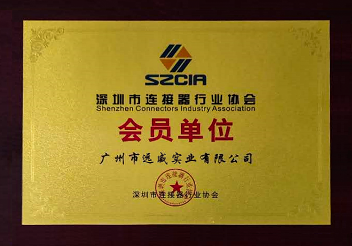 SZCIA
深圳市连接器行业协会
Shenzhen Connectors Industry Association
会员单位
广州市远威实业有限公司
深圳市连接器行业协会